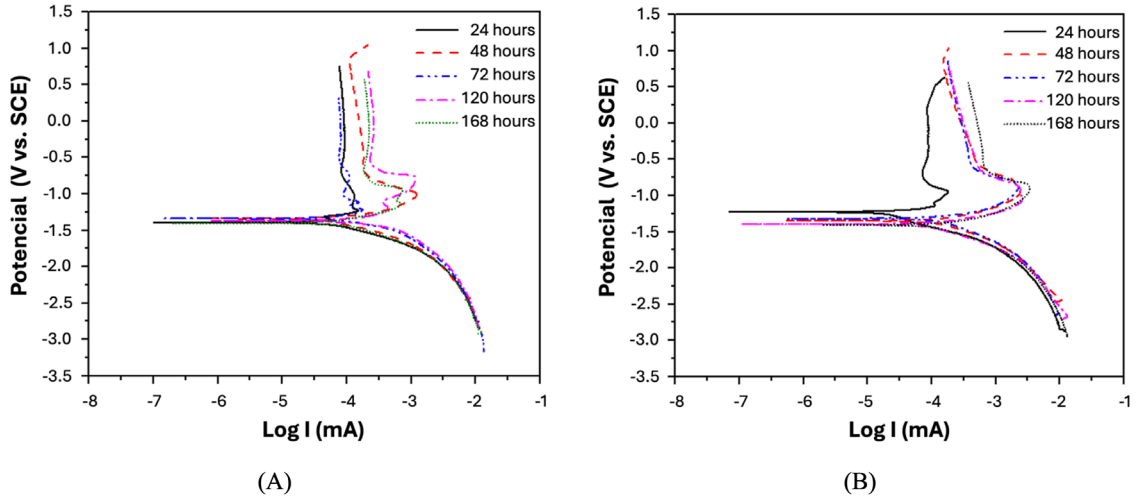 1.5
1.0
0.5
0.0
-0.5
-1.0
-1.5
-2.0
-2.5
-3.0
-3.5
Potencial (V vs. SCE)
24 hours
48 hours
72 hours
120 hours
168 hours
-8 -7 -6 -5 -4 -3 -2 -1
Log I (mA)
(A)
1.5
1.0
0.5
0.0
-0.5
-1.0
-1.5
-2.0
-2.5
-3.0
-3.5
Potencial (V vs. SCE)
24 hours
48 hours
72 hours
120 hours
168 hours
-8 -7 -6 -5 -4 -3 -2 -1
Log I (mA)
(B)